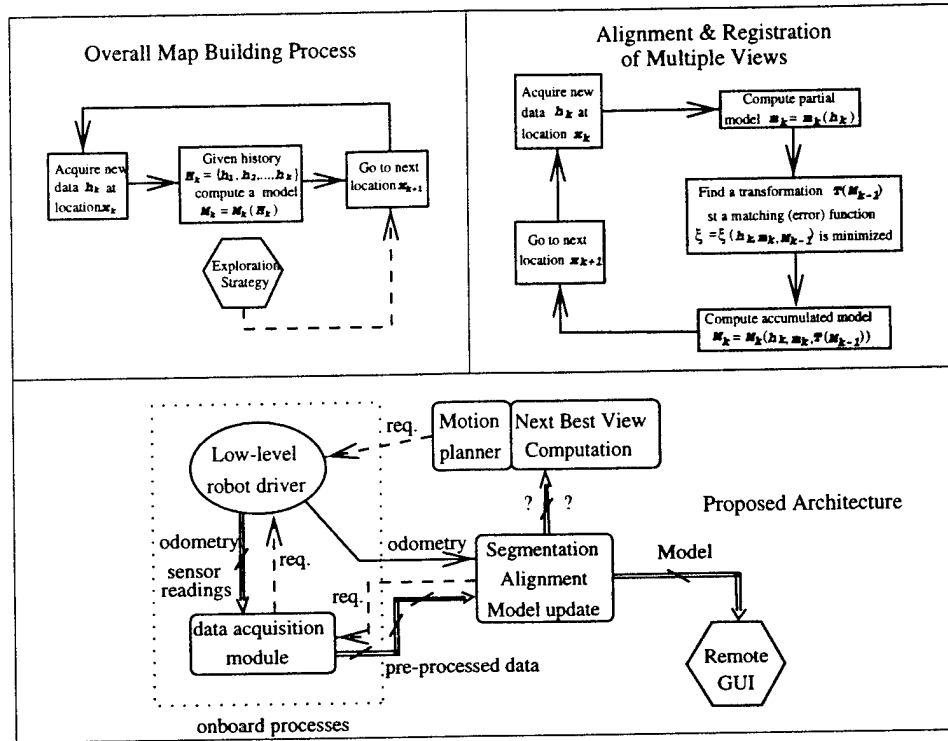 Overall Map Building Process
Acquire new
data h_k at
location x_k
Given history
H_k = {h_1, h_2,..., h_k}
compute a model
M_k = M_k(H_k)
Go to next
location x_{k+1}
Exploration
Strategy
Alignment & Registration
of Multiple Views
Acquire new
data h_k at
location x_k
Compute partial
model m_k = m_k(h_k)
Find a transformation T(M_{k-1})
st a matching (error) function
ξ = ξ(h_k, m_k, M_{k-1}) is minimized
Go to next
location x_{k+1}
Compute accumulated model
M_k = M_k(h_k, m_k, T(M_{k-1}))
Proposed Architecture
Low-level
robot driver
req.
Motion
planner
Next Best View
Computation
? ?
odometry
sensor
readings
req.
odometry
req.
Segmentation
Alignment
Model update
Model
data acquisition
module
pre-processed data
Remote
GUI
onboard processes